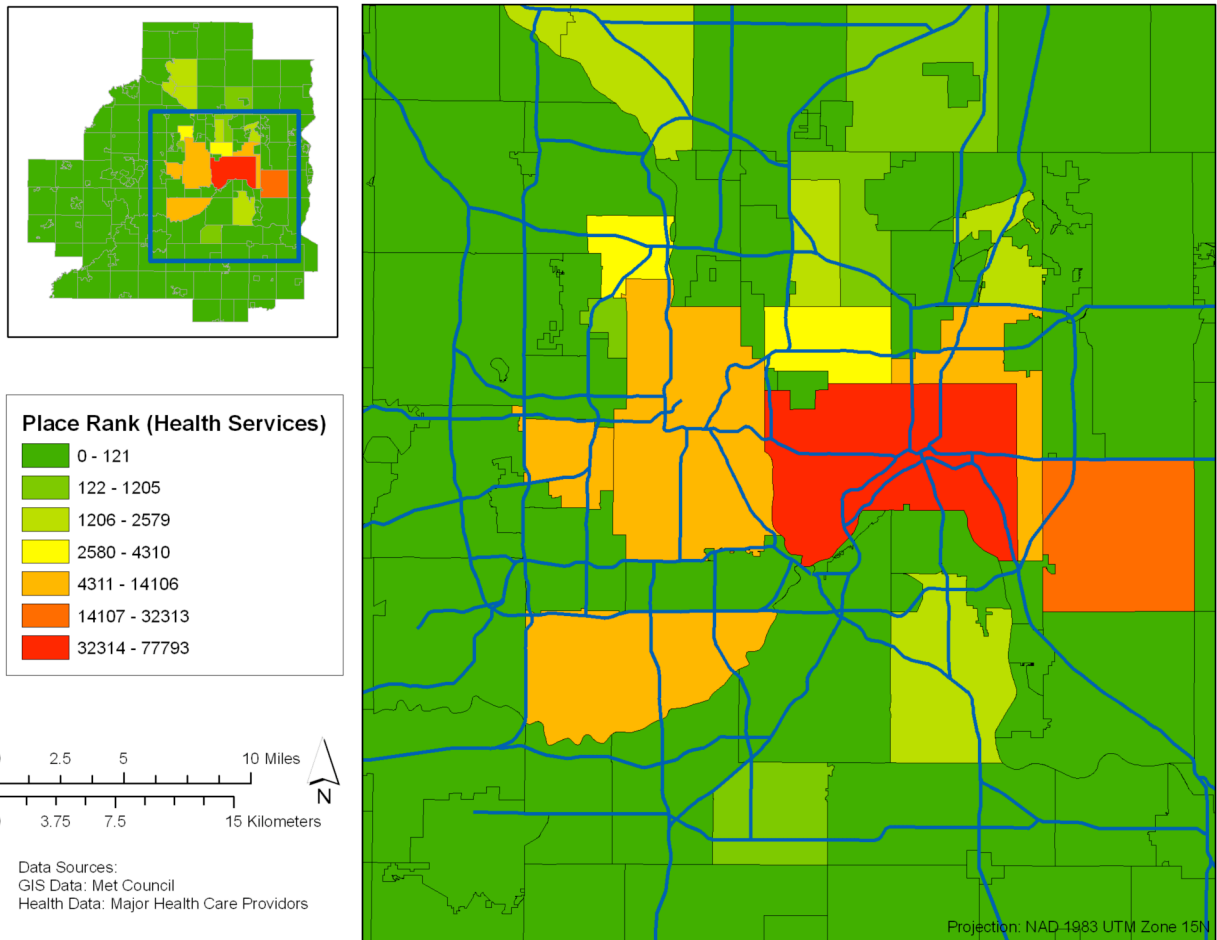 Place Rank (Health Services)
0 - 121
122 - 1205
1206 - 2579
2580 - 4310
4311 - 14106
14107 - 32313
32314 - 77793
2.5 5 10 Miles
N
3.75 7.5 15 Kilometers
Data Sources:
GIS Data: Met Council
Health Data: Major Health Care Providors
Projection: NAD 1983 UTM Zone 15N